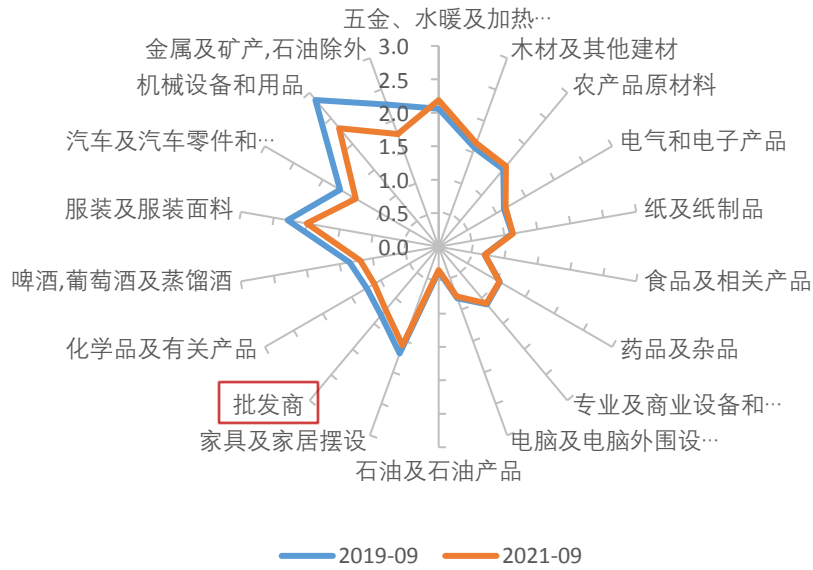 五金、水暖及加热…
金属及矿产,石油除外
木材及其他建材
机械设备和用品
农产品原材料
汽车及汽车零件和…
电气和电子产品
服装及服装面料
纸及纸制品
啤酒,葡萄酒及蒸馏酒
食品及相关产品
化学品及有关产品
药品及杂品
批发商
专业及商业设备和…
家具及家居摆设
电脑及电脑外围设…
石油及石油产品
3.0
2.5
2.0
1.5
1.0
0.5
0.0
2019-09
2021-09